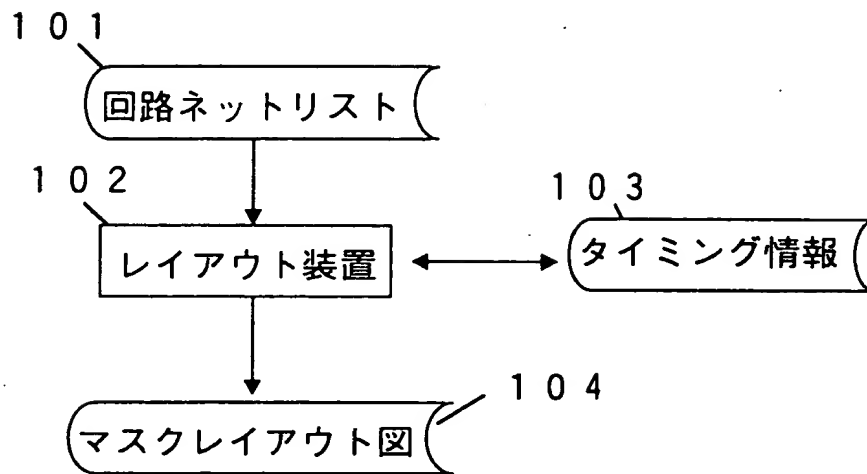 １０１
回路ネットリスト
１０２
レイアウト装置
１０３
タイミング情報
マスクレイアウト図
１０４